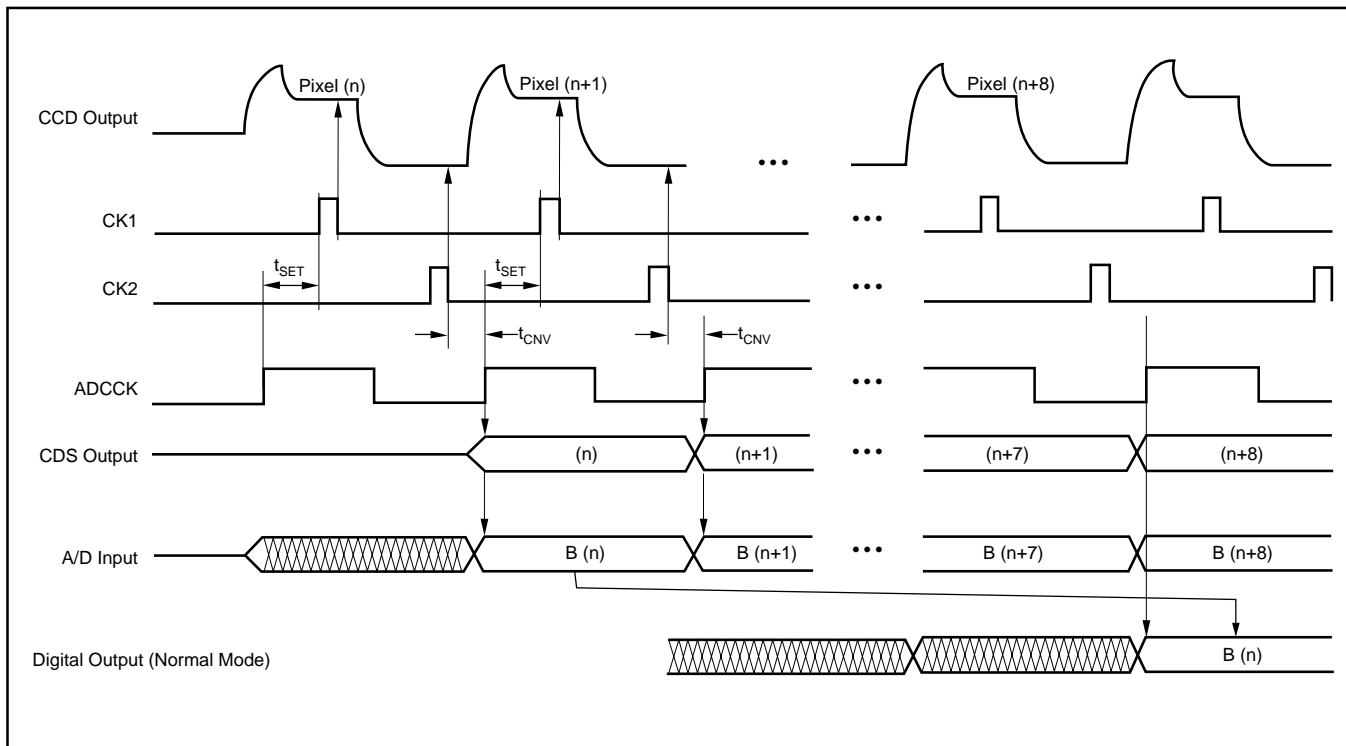 Pixel (n)
Pixel (n+1)
Pixel (n+8)
CCD Output
•••
CK1
•••
tSET
tSET
CK2
•••
tCNV
tCNV
ADCCK
•••
CDS Output
(n)
(n+1)
•••
(n+7)
(n+8)
A/D Input
B (n)
B (n+1)
•••
B (n+7)
B (n+8)
Digital Output (Normal Mode)
B (n)